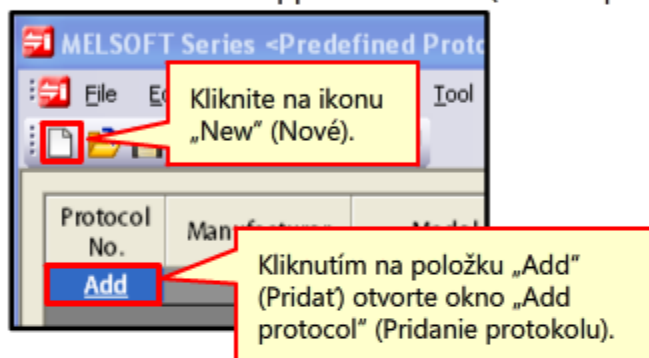 MELSOFT Series <Predefined Proto
File
Tool
Kliknite na ikonu
„New“ (Nové).
Protocol
No.
Add
Kliknutím na položku „Add“
(Pridať) otvorte okno „Add
protocol“ (Pridanie protokolu).